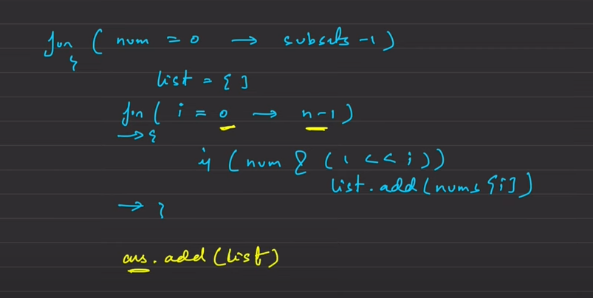 for ( num = 0 → subsets - 1 )
{
list = { }
for ( i = 0 → n-1 )
→ {
if ( num & ( 1 << i ) )
list.add ( nums [i] )
→ }
ans.add ( list )